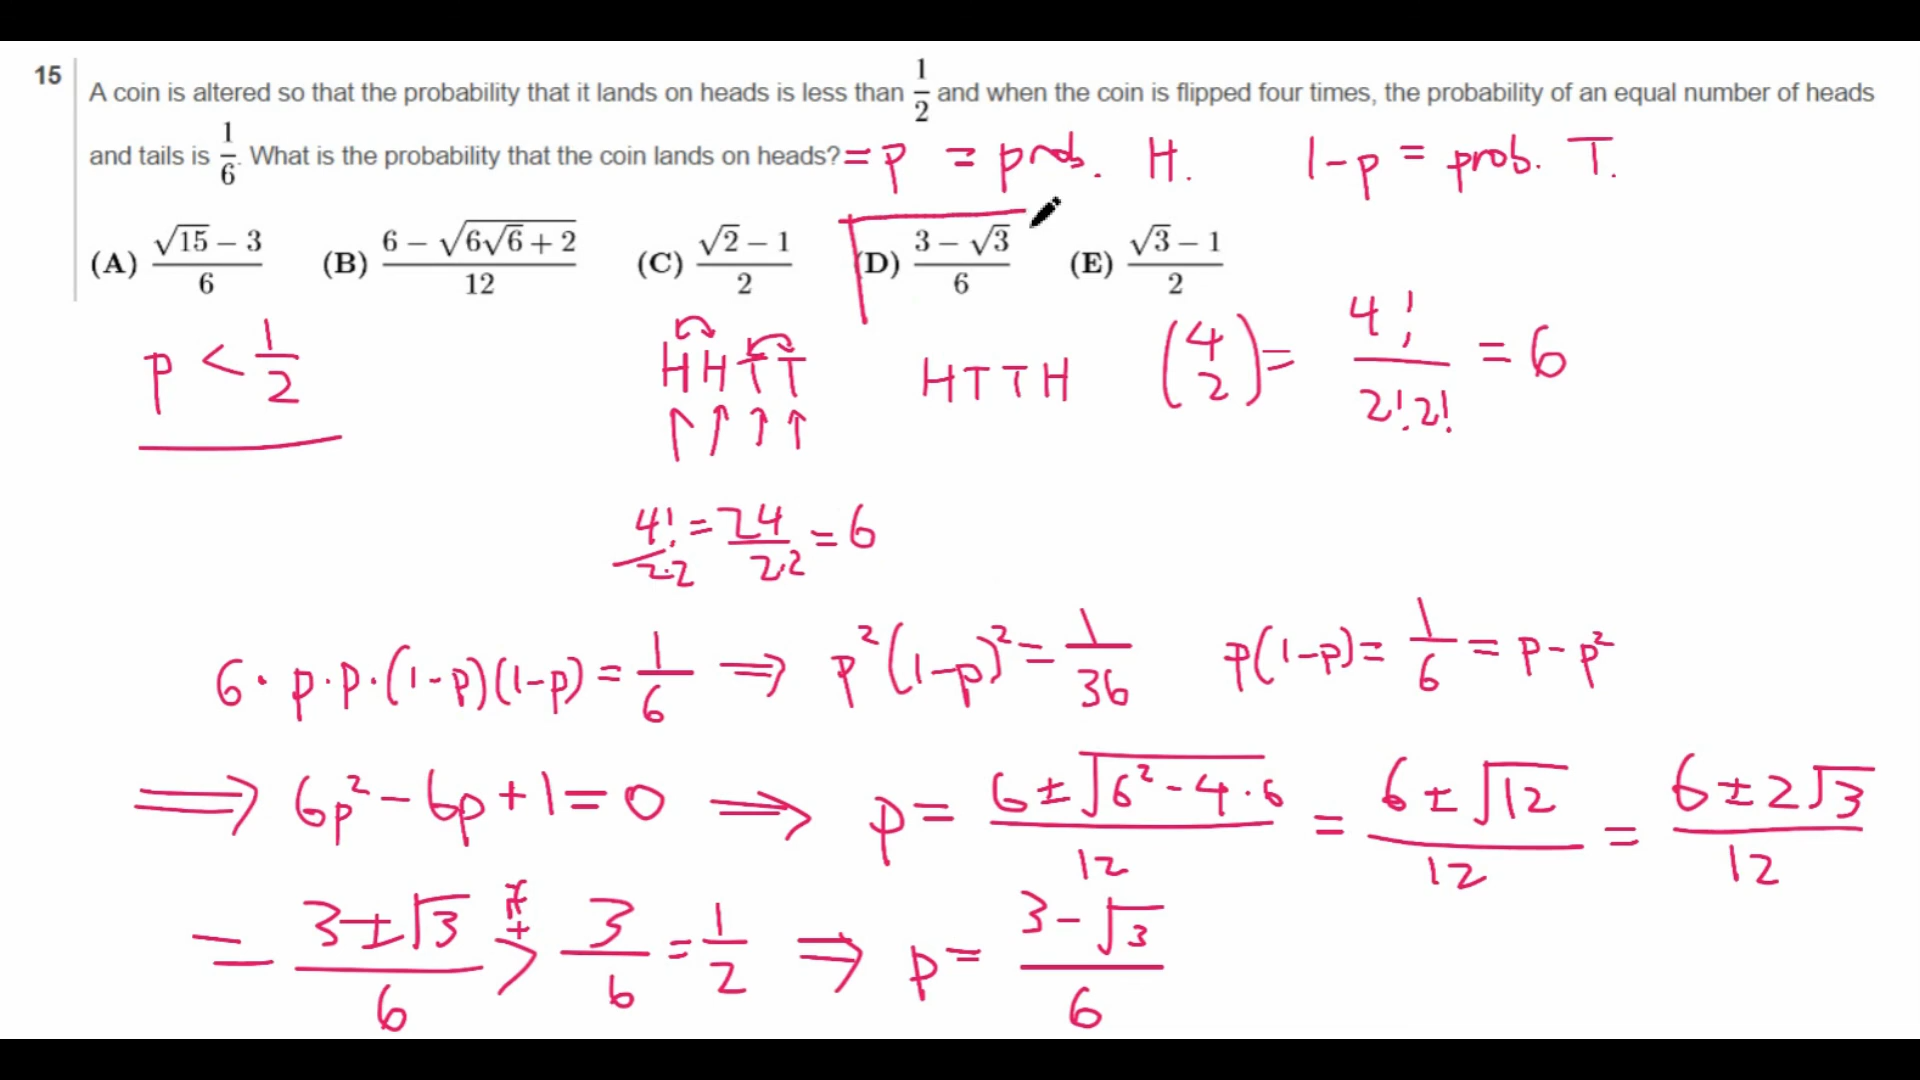 15
A coin is altered so that the probability that it lands on heads is less than 1/2 and when the coin is flipped four times, the probability of an equal number of heads
and tails is 1/6. What is the probability that the coin lands on heads? = p = prob. H. 1-p = prob. T.
(A) (√15 − 3)/6 (B) (6 − √(6√6 + 2))/12 (C) (√2 − 1)/2 (D) (3 − √3)/6 (E) (√3 − 1)/2
p < 1/2 HHTT HTTH (4 2) = 4!/(2!2!) = 6
4!/(2·2) = 24/(2·2) = 6
6·p·p·(1-p)(1-p) = 1/6 ⟹ p²(1-p)² = 1/36 p(1-p) = 1/6 = p - p²
⟹ 6p² - 6p + 1 = 0 ⟹ p = (6 ± √(6² - 4·6))/12 = (6 ± √12)/12 = (6 ± 2√3)/12
= (3 ± √3)/6 > 3/6 = 1/2 ⟹ p = (3 - √3)/6